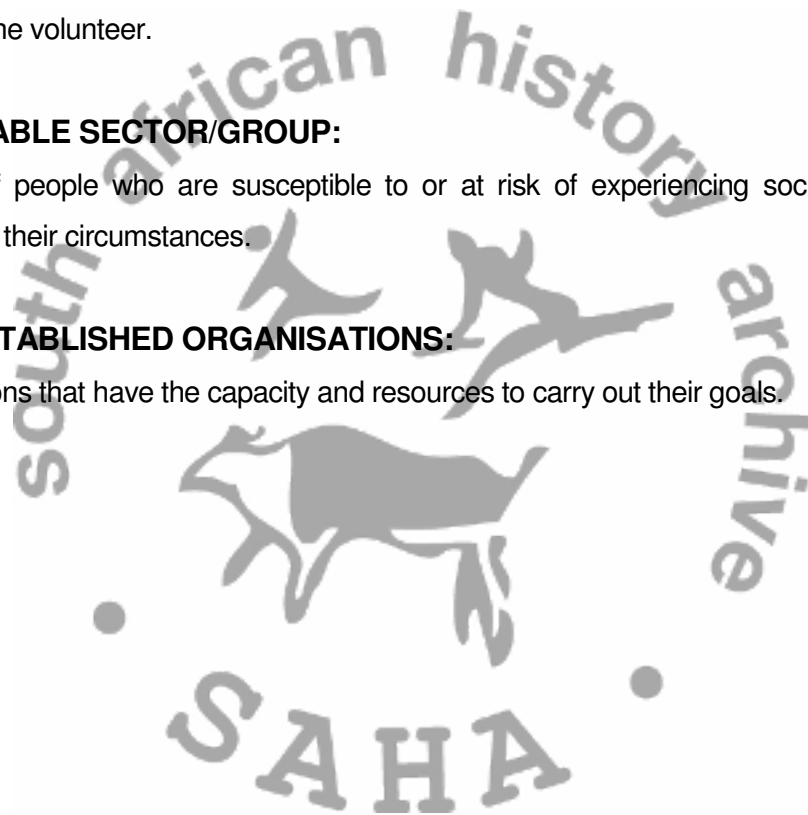 ne volunteer.
ABLE SECTOR/GROUP:
f people who are susceptible to or at risk of experiencing soc
their circumstances.
TABLISHED ORGANISATIONS:
ons that have the capacity and resources to carry out their goals.
south african history archive
SAHA